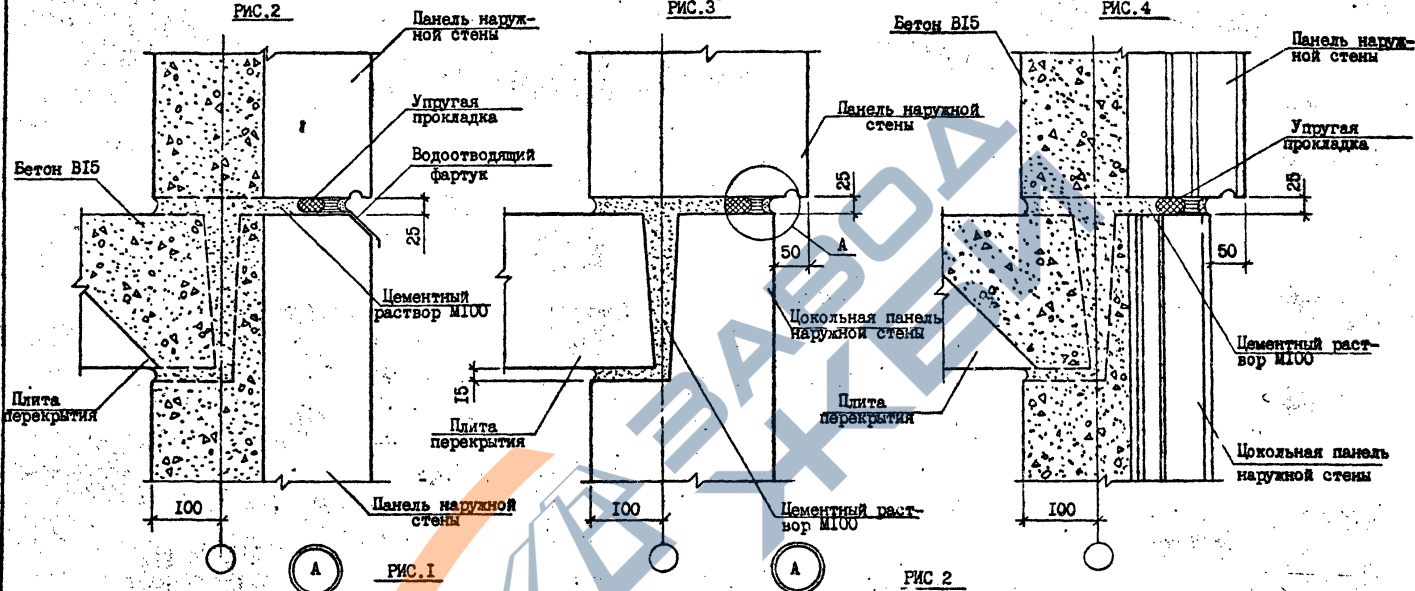 РИС.2
Панель наруж-
ной стены
Упругая
прокладка
Водоотводящий
фартук
Бетон В15
25
Цементный
раствор М100
Плита
перекрытия
Панель наружной
стены
100
РИС.3
Панель наружной
стены
25
А
50
Цокольная панель
наружной стены
15
Плита
перекрытия
Цементный раст-
вор М100
100
РИС.4
Бетон В15
Панель наруж-
ной стены
Упругая
прокладка
25
50
Цементный раст-
вор М100
Плита
перекрытия
Цокольная панель
наружной стены
100
А
РИС.1
А
РИС 2
ЗАВОД
ЖБИ